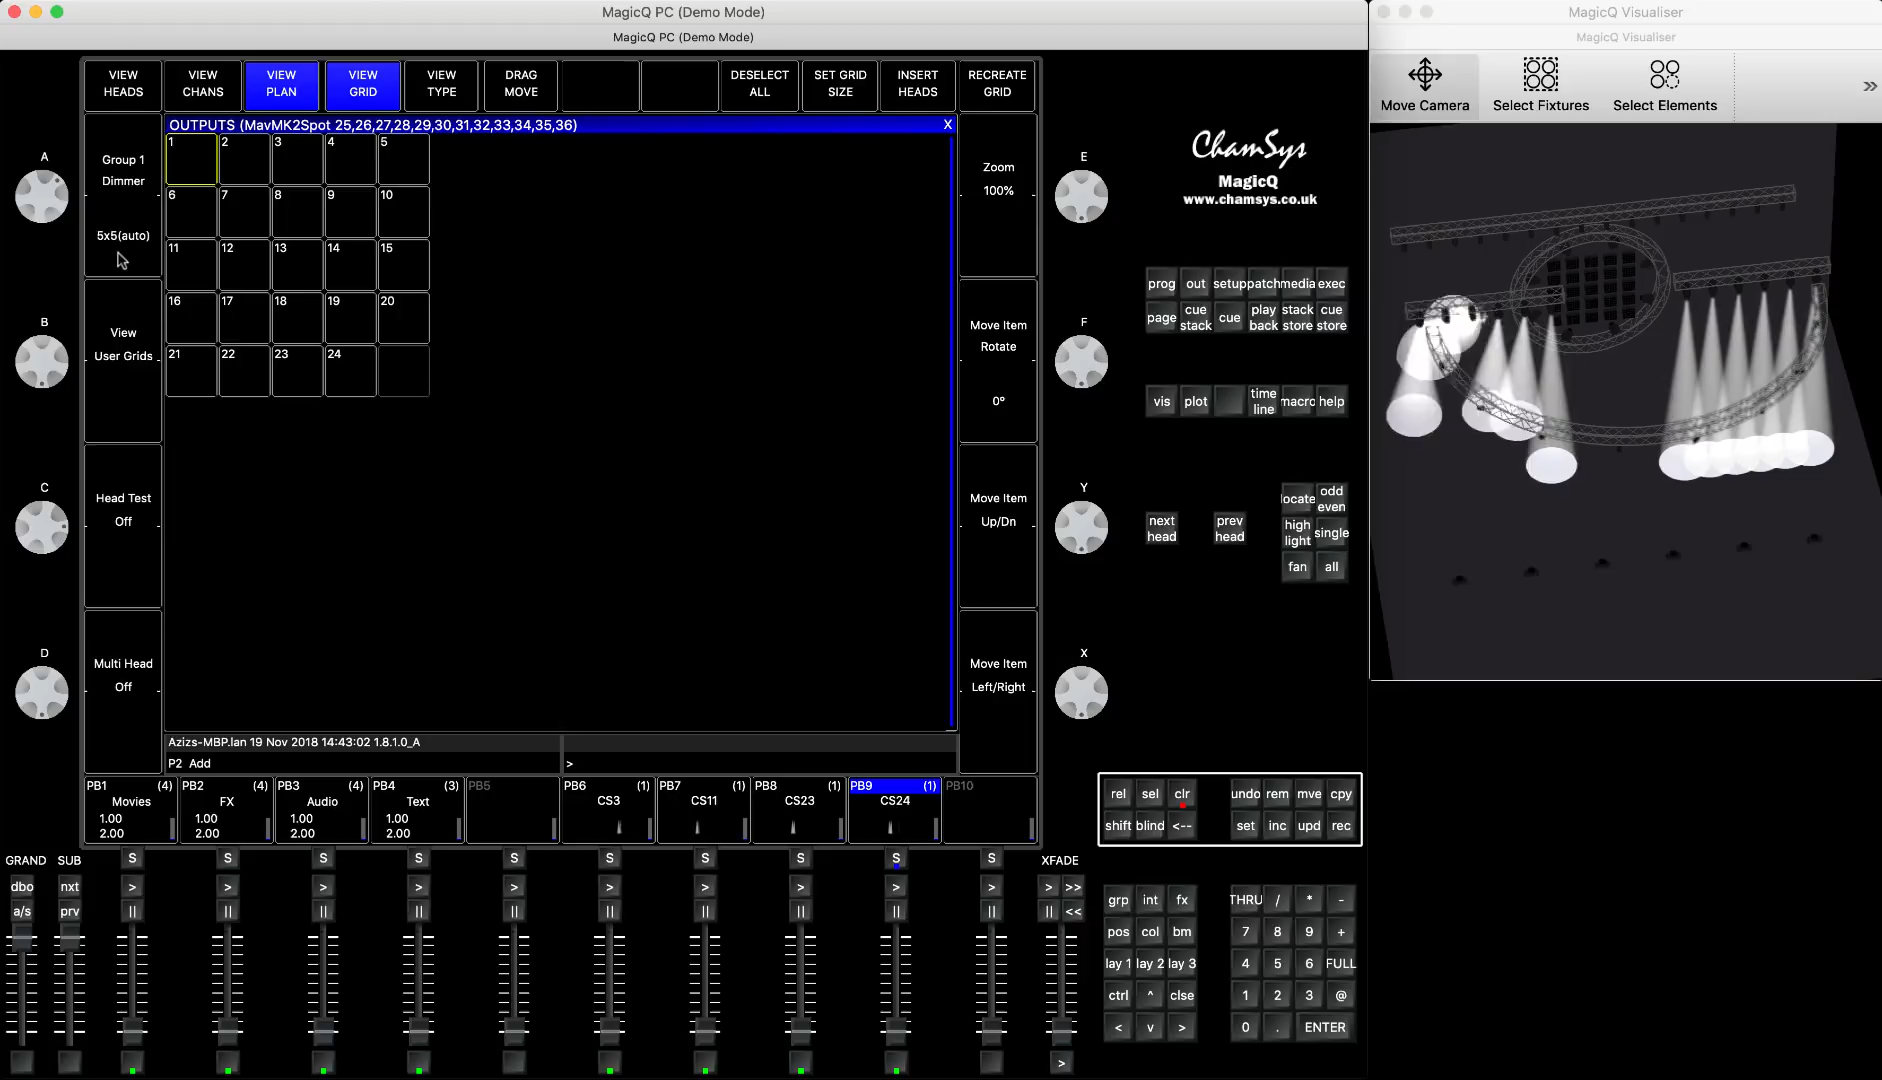 MagicQ PC (Demo Mode)
MagicQ PC (Demo Mode)
MagicQ Visualiser
MagicQ Visualiser
Move Camera
Select Fixtures
Select Elements
VIEW HEADS
VIEW CHANS
VIEW PLAN
VIEW GRID
VIEW TYPE
DRAG MOVE
DESELECT ALL
SET GRID SIZE
INSERT HEADS
RECREATE GRID
OUTPUTS (MavMK2Spot 25,26,27,28,29,30,31,32,33,34,35,36)
X
1 2 3 4 5
6 7 8 9 10
11 12 13 14 15
16 17 18 19 20
21 22 23 24
A
Group 1
Dimmer
5x5(auto)
B
View
User Grids
C
Head Test
Off
D
Multi Head
Off
Zoom
100%
Move Item
Rotate
0°
Move Item
Up/Dn
Move Item
Left/Right
E
F
Y
X
ChamSys
MagicQ
www.chamsys.co.uk
prog out setup patch media exec
page cue stack cue play back stack store cue store
vis plot time line macro help
locate odd even
next head prev head high light single
fan all
Azizs-MBP.lan 19 Nov 2018 14:43:02 1.8.1.0_A
P2 Add
>
PB1 (4) PB2 (4) PB3 (4) PB4 (3) PB5 PB6 (1) PB7 (1) PB8 (1) PB9 (1) PB10
Movies FX Audio Text CS3 CS11 CS23 CS24
1.00 1.00 1.00 1.00
2.00 2.00 2.00 2.00
rel sel clr undo rem mve cpy
shift blind <-- set inc upd rec
GRAND SUB S S S S S S S S S S XFADE
dbo nxt > > > > > > > > > > > >>
a/s prv || || || || || || || || || || || <<
grp int fx THRU / * -
pos col bm 7 8 9 +
lay 1 lay 2 lay 3 4 5 6 FULL
ctrl ^ clse 1 2 3 @
< v > 0 . ENTER
>